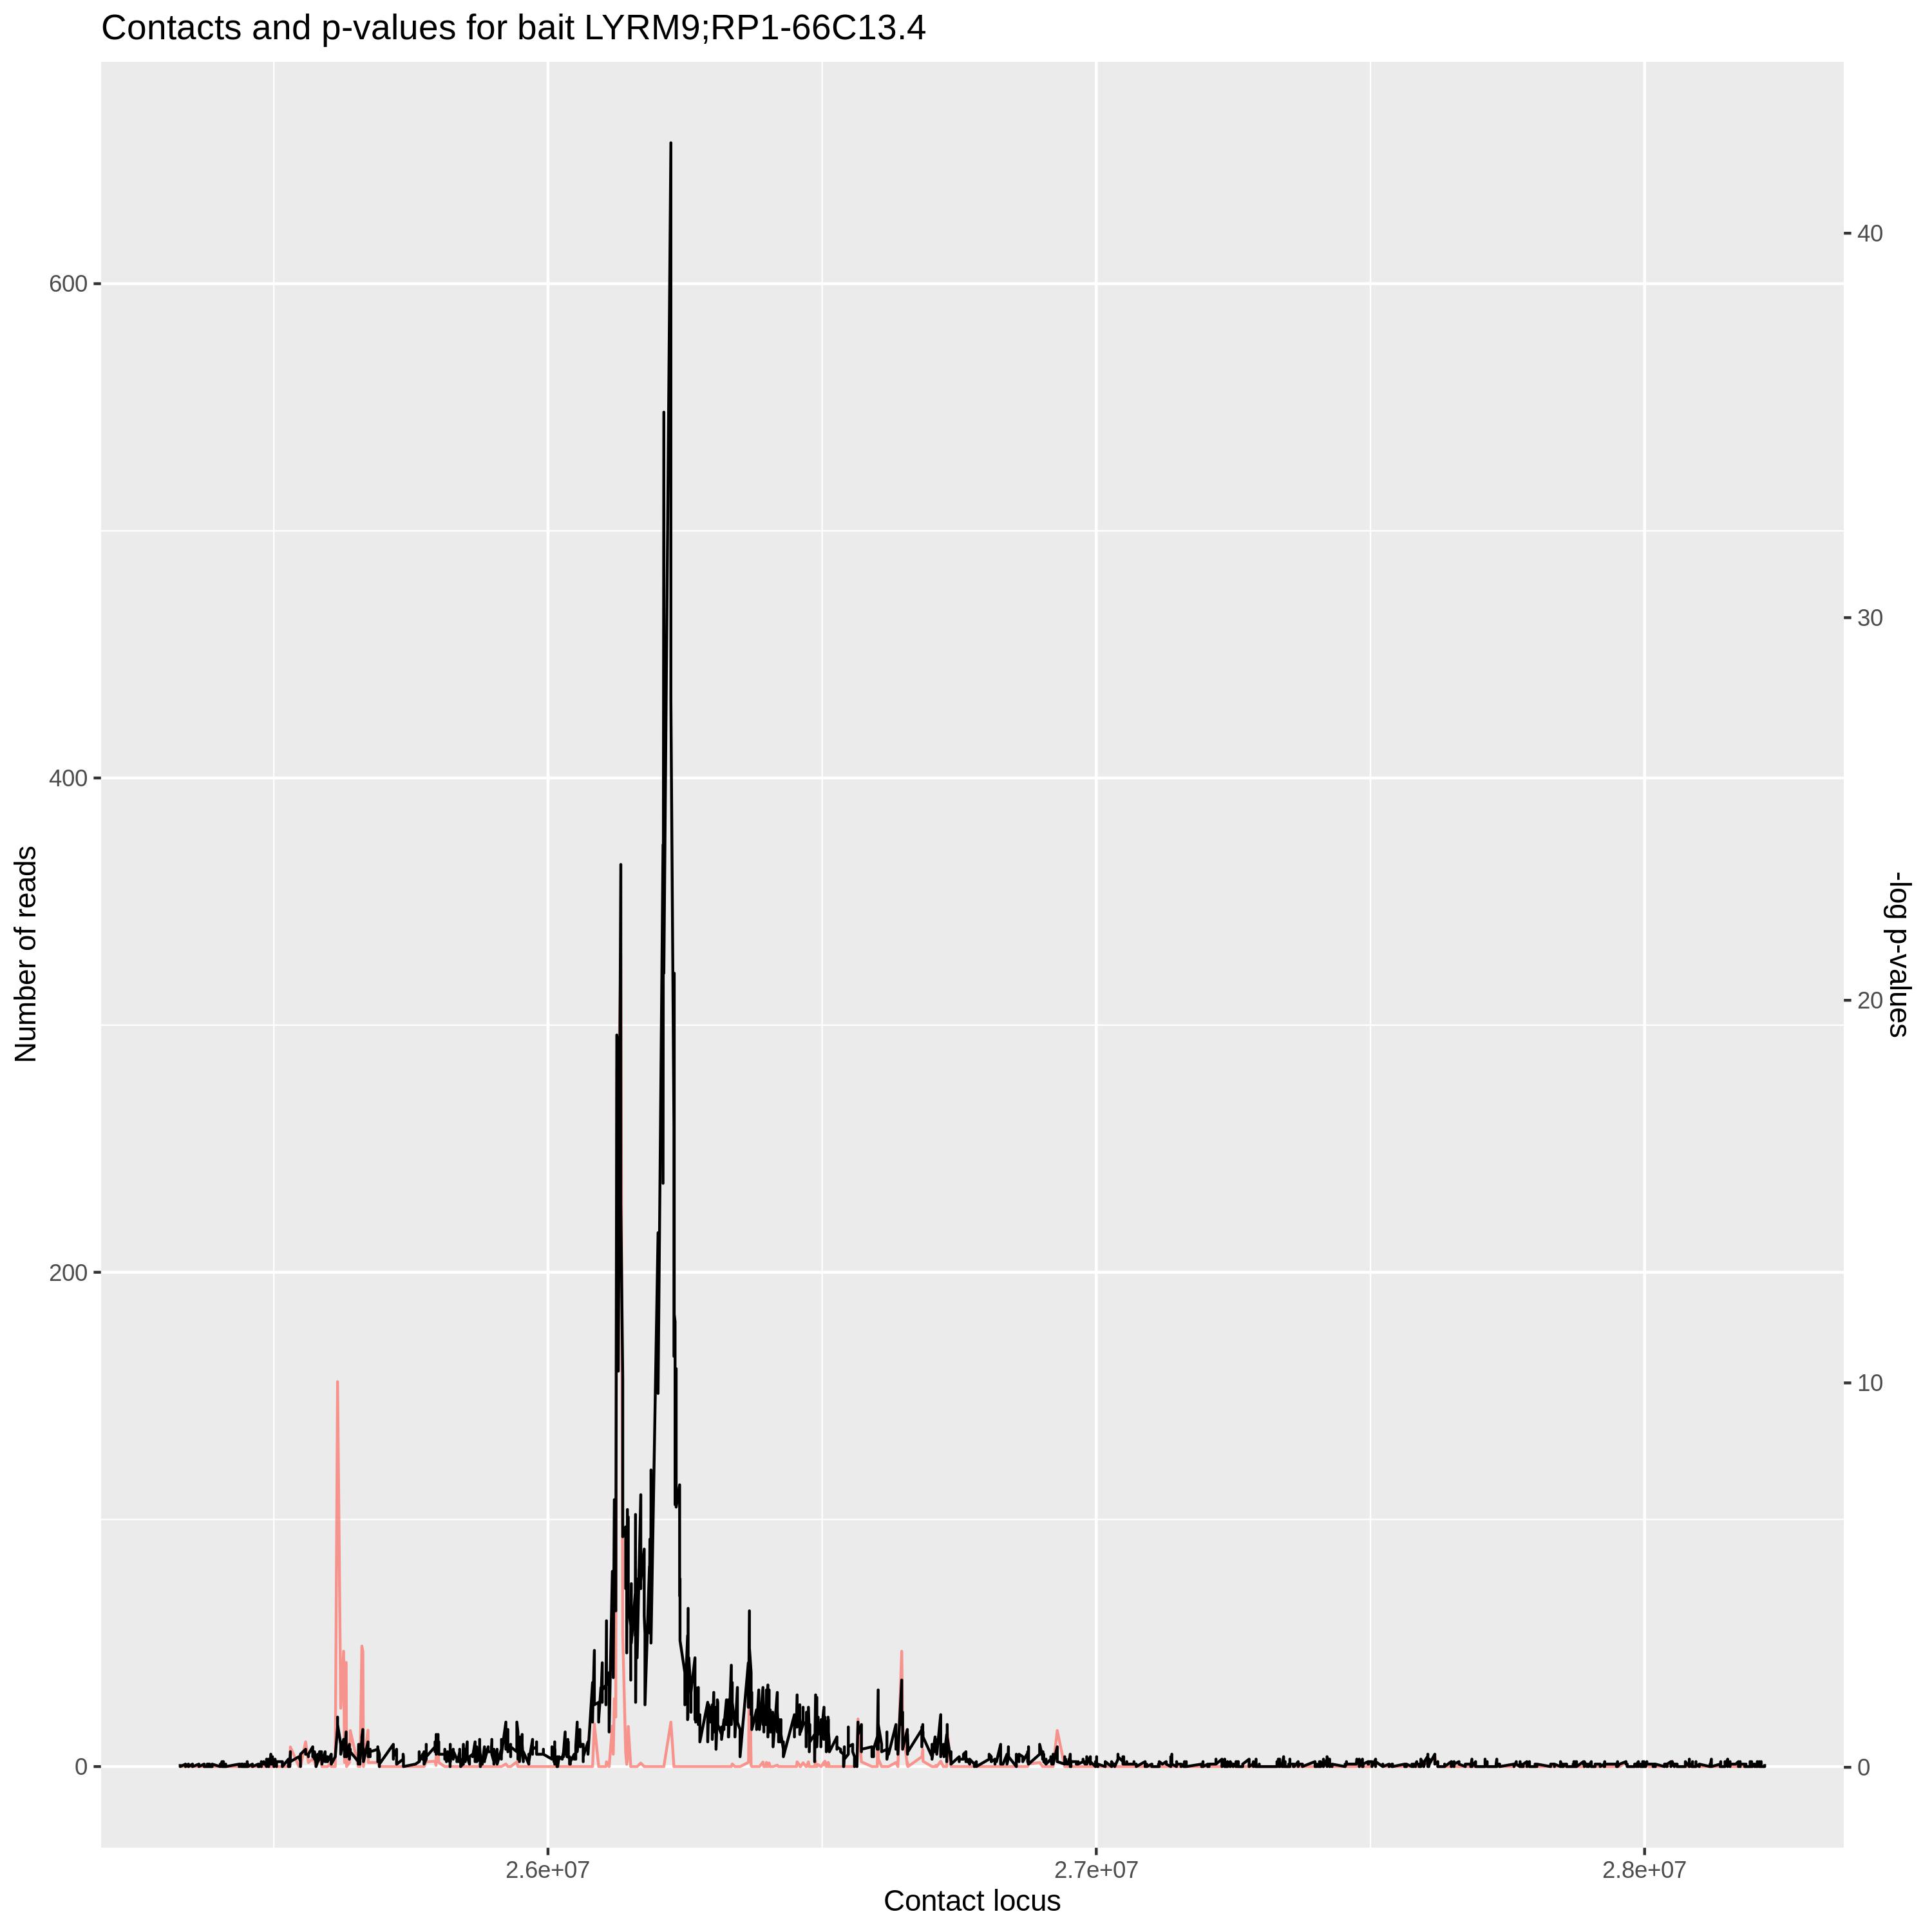 Contacts and p-values for bait LYRM9;RP1-66C13.4
Number of reads
600
400
200
0
40
30
20
10
0
-log p-values
2.6e+07 2.7e+07 2.8e+07
Contact locus